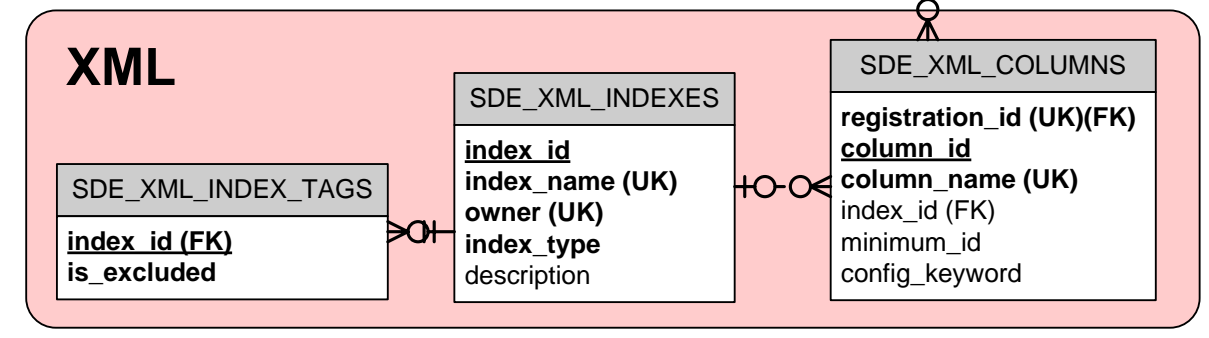 XML
SDE_XML_INDEX_TAGS
index_id (FK)
is_excluded
SDE_XML_INDEXES
index_id
index_name (UK)
owner (UK)
index_type
description
SDE_XML_COLUMNS
registration_id (UK)(FK)
column_id
column_name (UK)
index_id (FK)
minimum_id
config_keyword